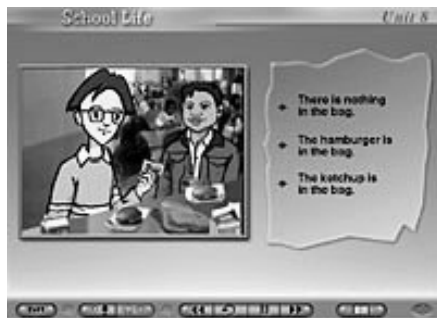 School Life
Unit 8
There is nothing
in the bag.
The hamburger is
in the bag.
The ketchup is
in the bag.
EXIT